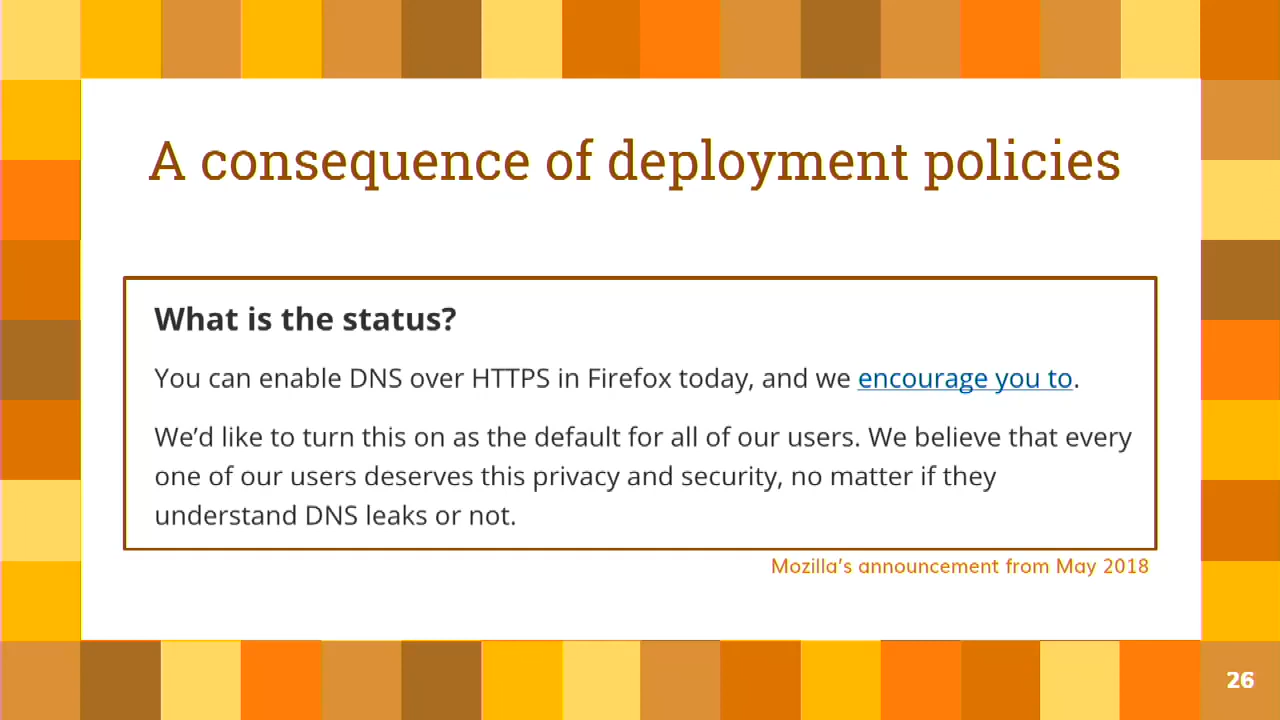 A consequence of deployment policies
What is the status?
You can enable DNS over HTTPS in Firefox today, and we encourage you to.
We’d like to turn this on as the default for all of our users. We believe that every
one of our users deserves this privacy and security, no matter if they
understand DNS leaks or not.
Mozilla’s announcement from May 2018
26